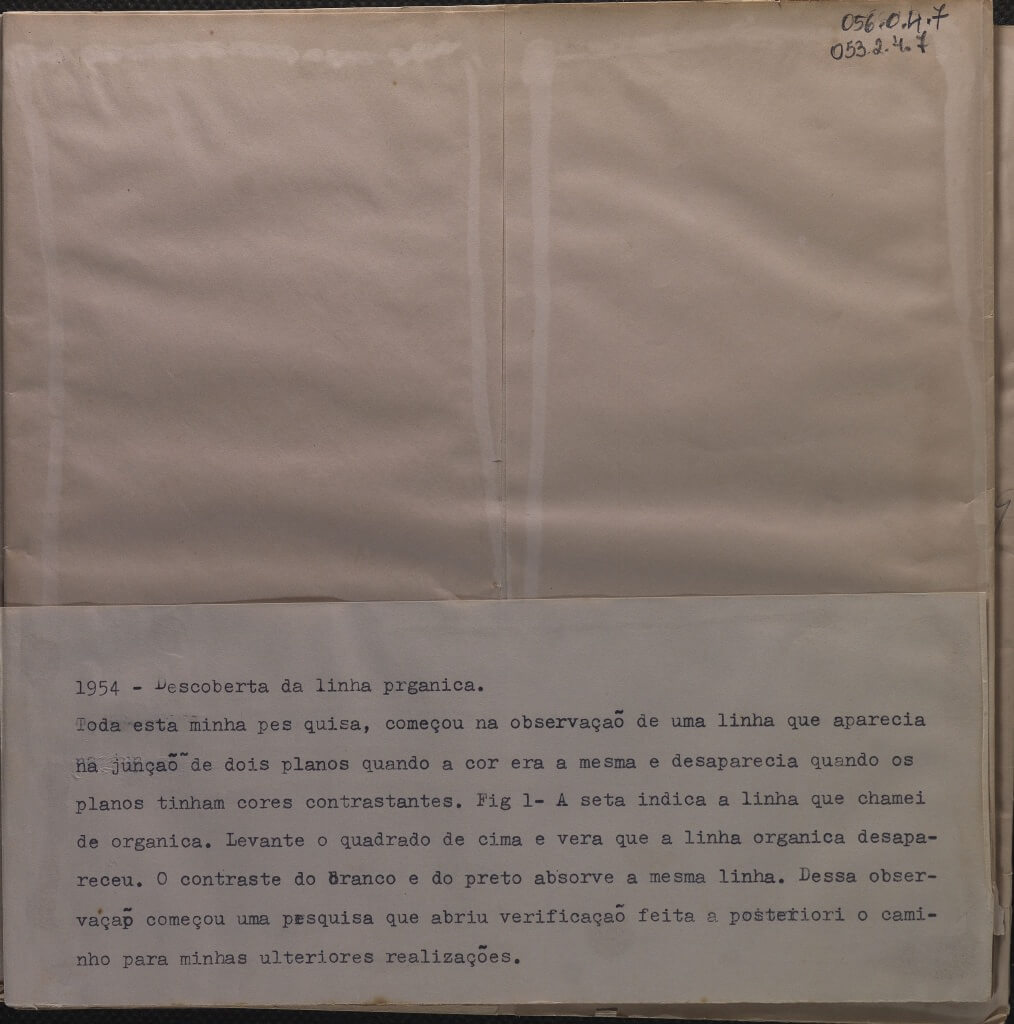 056.0.4.7
053.2.4.7
1954 - Descoberta da linha prganica.
Toda esta minha pes quisa, começou na observaçaõ de uma linha que aparecia
na junçaõ de dois planos quando a cor era a mesma e desaparecia quando os
planos tinham cores contrastantes. Fig 1- A seta indica a linha que chamei
de organica. Levante o quadrado de cima e vera que a linha organica desapa-
receu. O contraste do branco e do preto absorve a mesma linha. Dessa obser-
vaçap̃ começou uma pesquisa que abriu verificaçaõ feita a posteriori o cami-
nho para minhas ulteriores realizações.